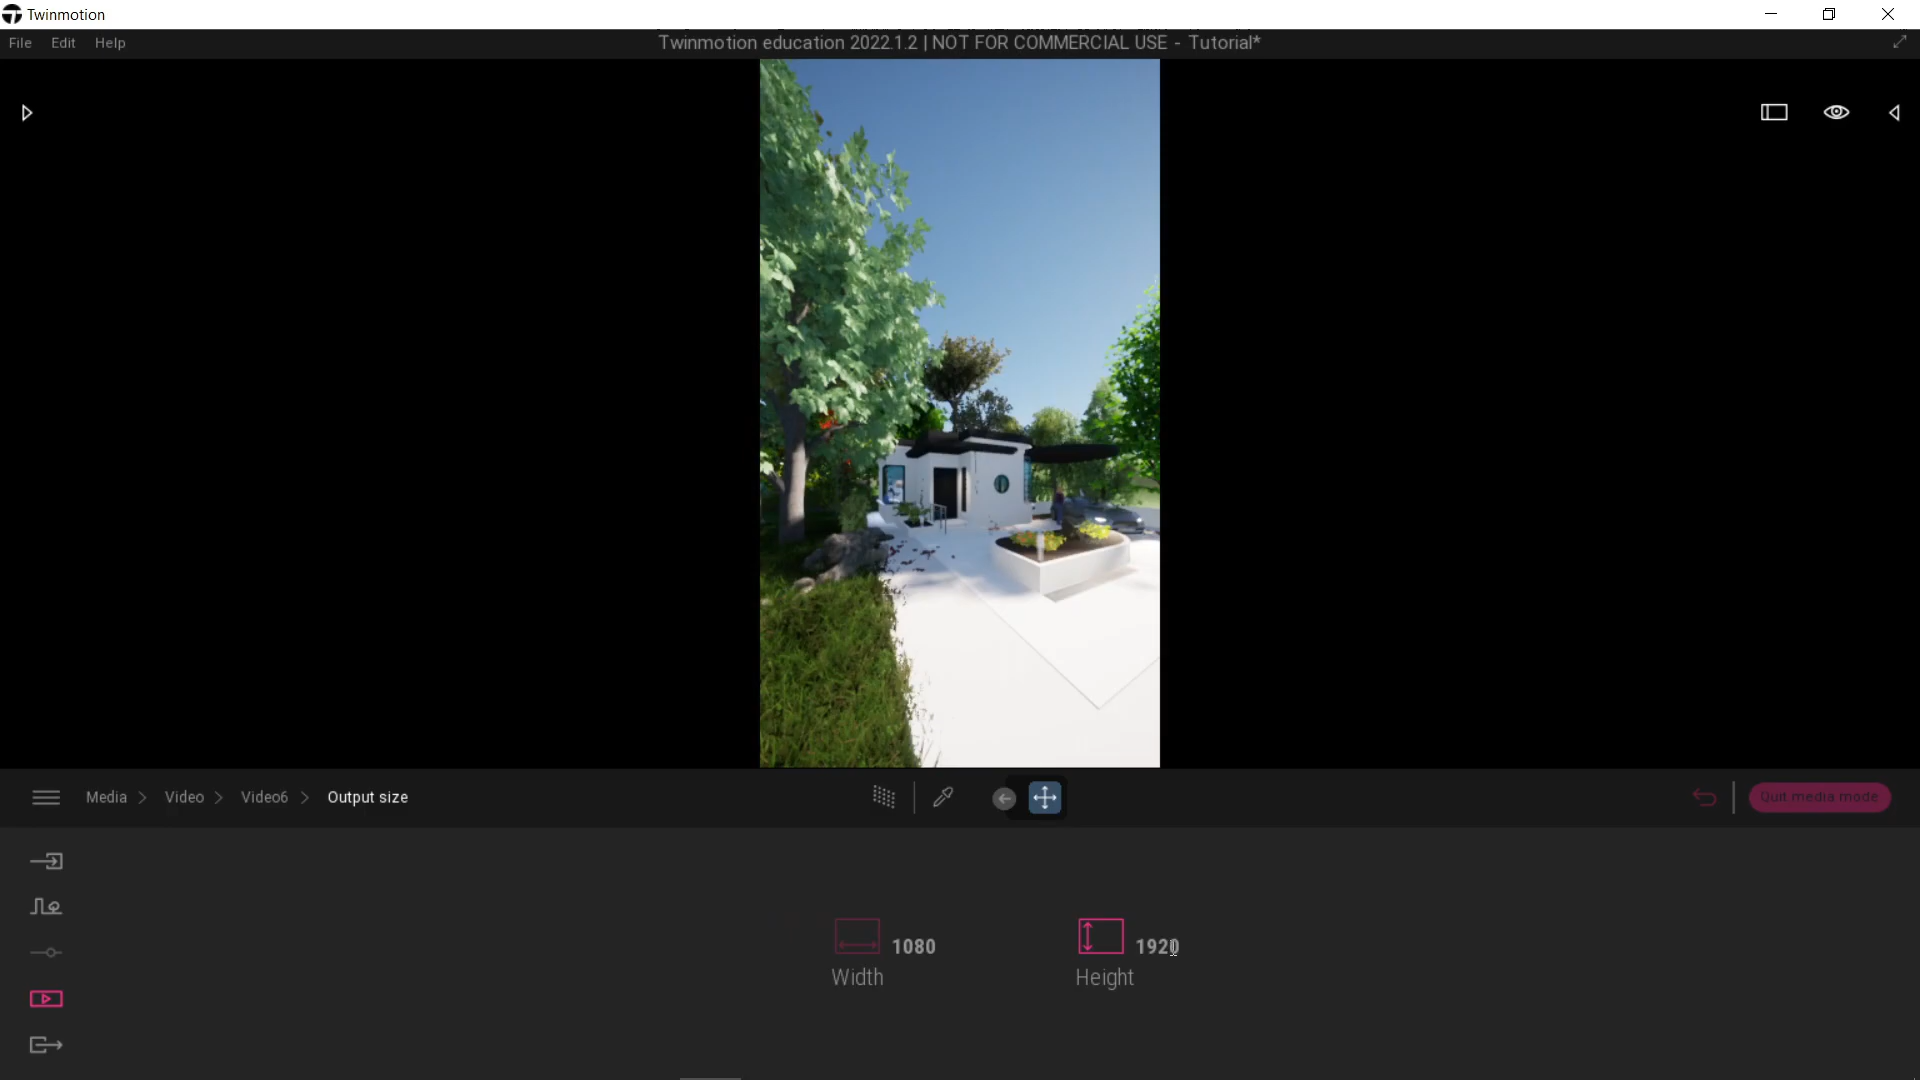 Twinmotion
File Edit Help
Twinmotion education 2022.1.2 | NOT FOR COMMERCIAL USE - Tutorial*
Media > Video > Video6 > Output size
Quit media mode
1080
1920
Width
Height